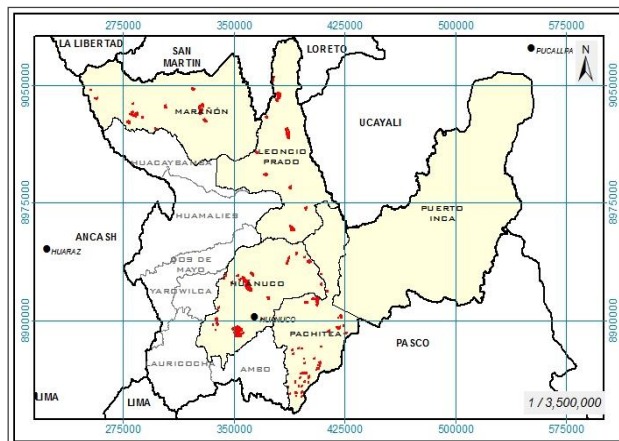 275000 350000 425000 500000 575000
LA LIBERTAD
SAN
MARTIN
LORETO
PUCALLPA
N
9050000 9050000
MARAÑÓN
UCAYALI
LEONCIO
PRADO
HUACAYBAMBA
8975000 8975000
HUAMALIES
PUERTO
INCA
ANCASH
HUARAZ
DOS DE
MAYO
YAROWILCA
HUANUCO
HUANUCO
8900000 8900000
PACHITEA
PASCO
LAURICOCHA
AMBO
LIMA
LIMA
1 / 3,500,000
275000 350000 425000 500000 575000